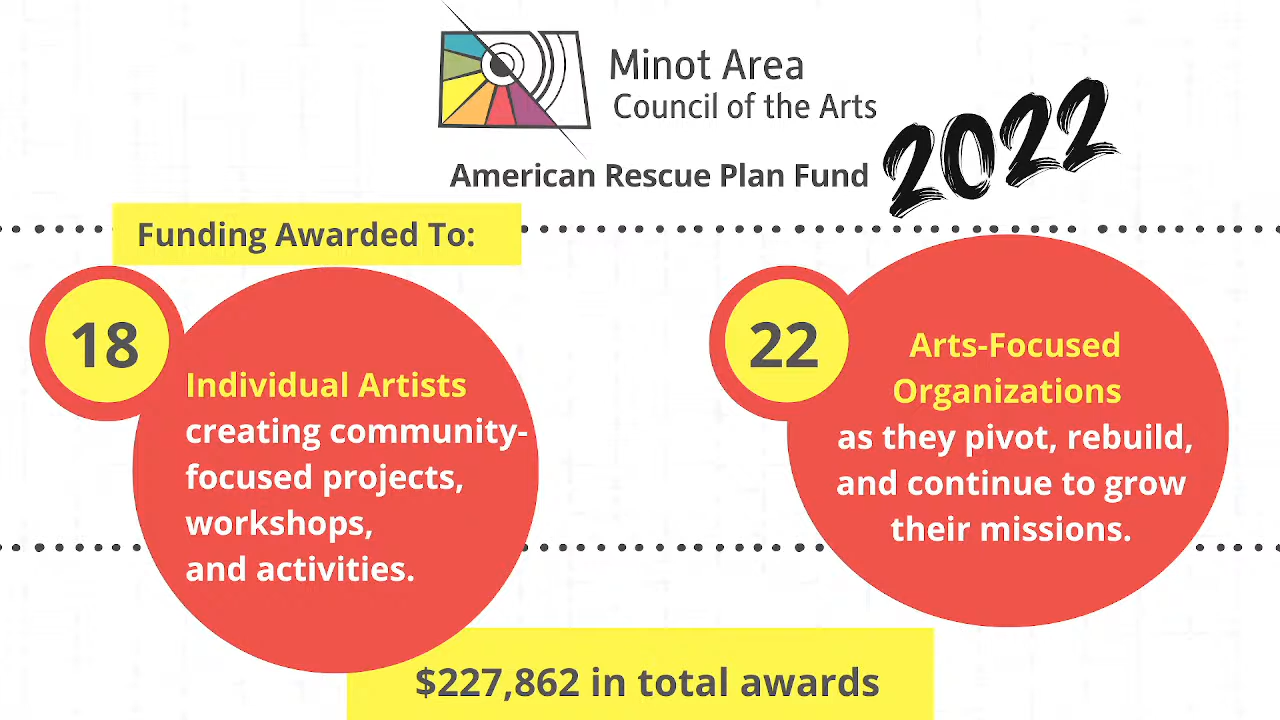 Minot Area
Council of the Arts
American Rescue Plan Fund
2022
Funding Awarded To:
18
Individual Artists
creating community-
focused projects,
workshops,
and activities.
22
Arts-Focused
Organizations
as they pivot, rebuild,
and continue to grow
their missions.
$227,862 in total awards